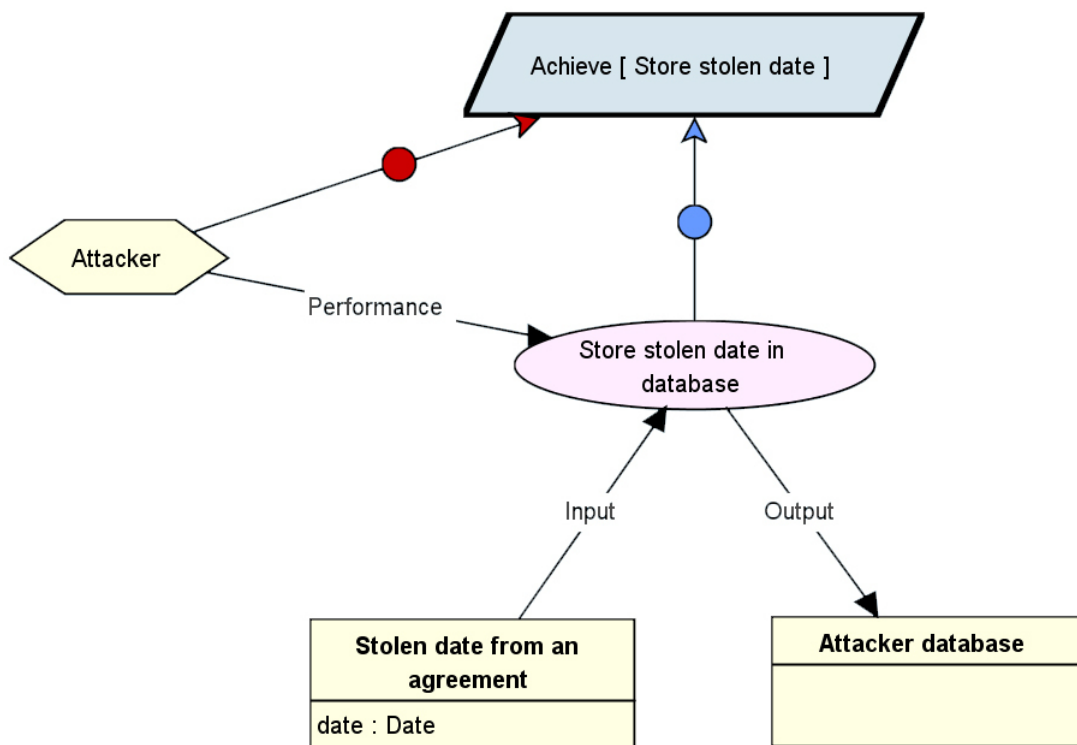 Achieve [ Store stolen date ]
Attacker
Performance
Store stolen date in
database
Input
Output
Stolen date from an
agreement
date : Date
Attacker database